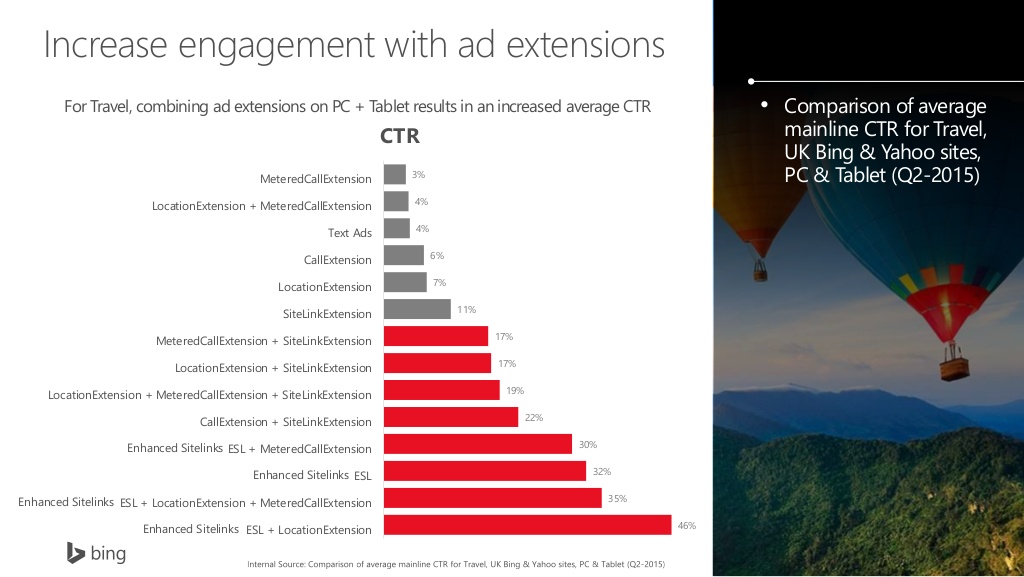 Increase engagement with ad extensions
For Travel, combining ad extensions on PC + Tablet results in an increased average CTR
CTR
MeteredCallExtension 3%
LocationExtension + MeteredCallExtension 4%
Text Ads 4%
CallExtension 6%
LocationExtension 7%
SiteLinkExtension 11%
MeteredCallExtension + SiteLinkExtension 17%
LocationExtension + SiteLinkExtension 17%
LocationExtension + MeteredCallExtension + SiteLinkExtension 19%
CallExtension + SiteLinkExtension 22%
Enhanced Sitelinks ESL + MeteredCallExtension 30%
Enhanced Sitelinks ESL 32%
Enhanced Sitelinks ESL + LocationExtension + MeteredCallExtension 35%
Enhanced Sitelinks ESL + LocationExtension 46%
bing
Internal Source: Comparison of average mainline CTR for Travel, UK Bing & Yahoo sites, PC & Tablet (Q2-2015)
• Comparison of average
mainline CTR for Travel,
UK Bing & Yahoo sites,
PC & Tablet (Q2-2015)